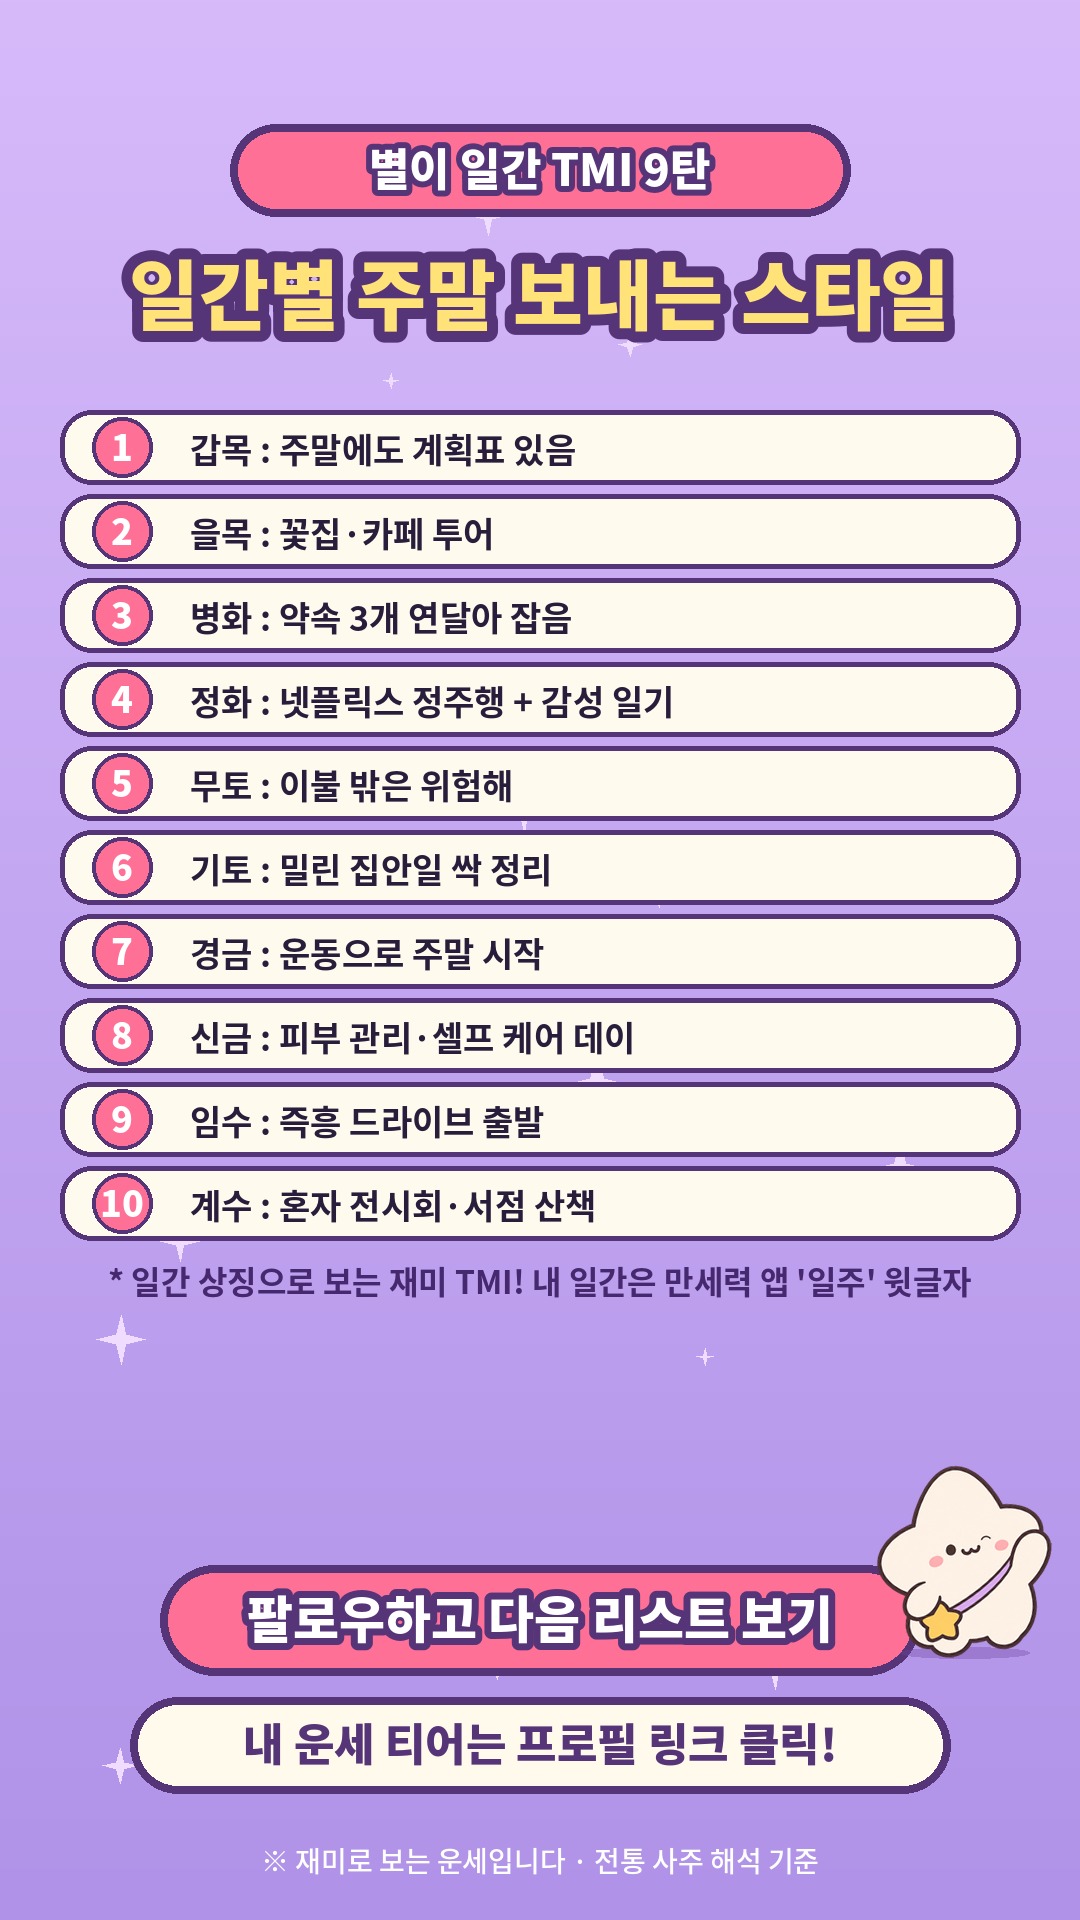 별이 일간 TMI 9탄
일간별 주말 보내는 스타일
1 갑목 : 주말에도 계획표 있음
2 을목 : 꽃집·카페 투어
3 병화 : 약속 3개 연달아 잡음
4 정화 : 넷플릭스 정주행 + 감성 일기
5 무토 : 이불 밖은 위험해
6 기토 : 밀린 집안일 싹 정리
7 경금 : 운동으로 주말 시작
8 신금 : 피부 관리·셀프 케어 데이
9 임수 : 즉흥 드라이브 출발
10 계수 : 혼자 전시회·서점 산책
* 일간 상징으로 보는 재미 TMI! 내 일간은 만세력 앱 '일주' 윗글자
팔로우하고 다음 리스트 보기
내 운세 티어는 프로필 링크 클릭!
※ 재미로 보는 운세입니다 · 전통 사주 해석 기준